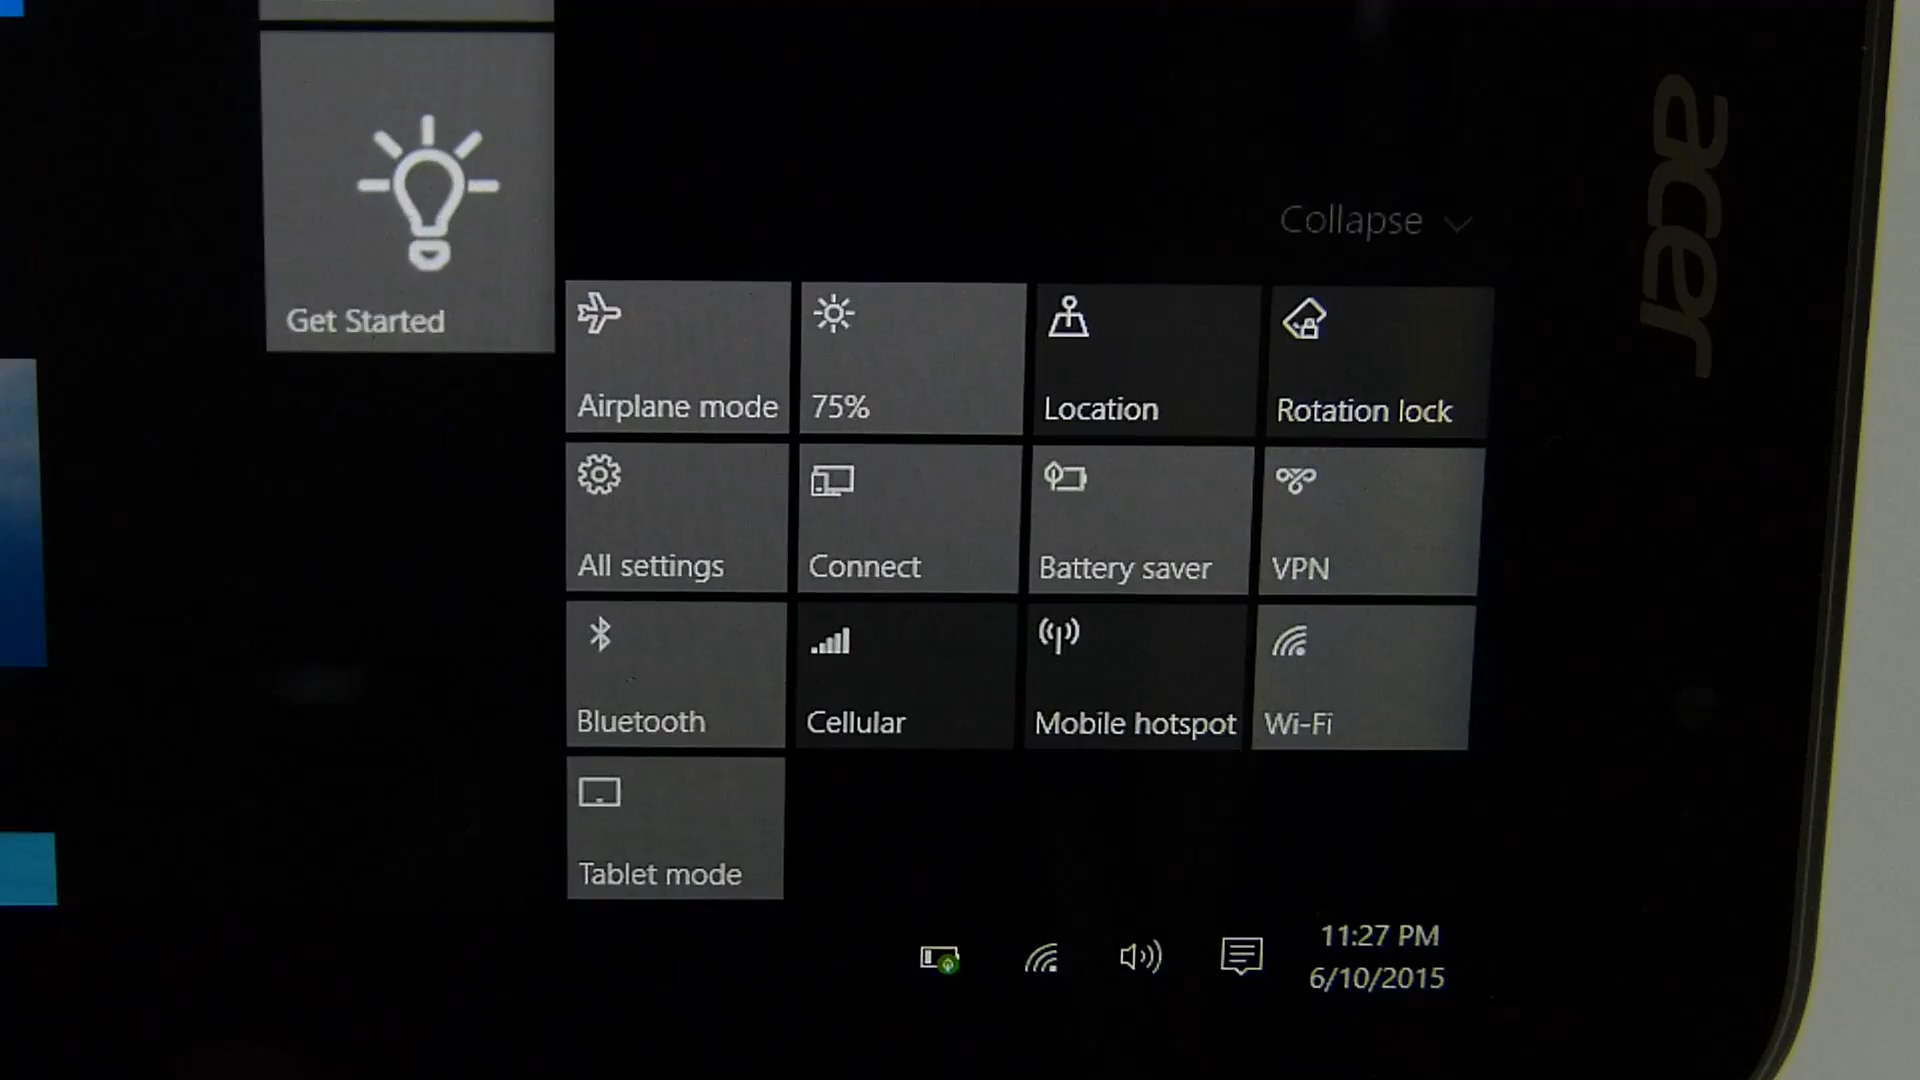 acer
Collapse
Get Started
Airplane mode
75%
Location
Rotation lock
All settings
Connect
Battery saver
VPN
Bluetooth
Cellular
Mobile hotspot
Wi-Fi
Tablet mode
11:27 PM
6/10/2015